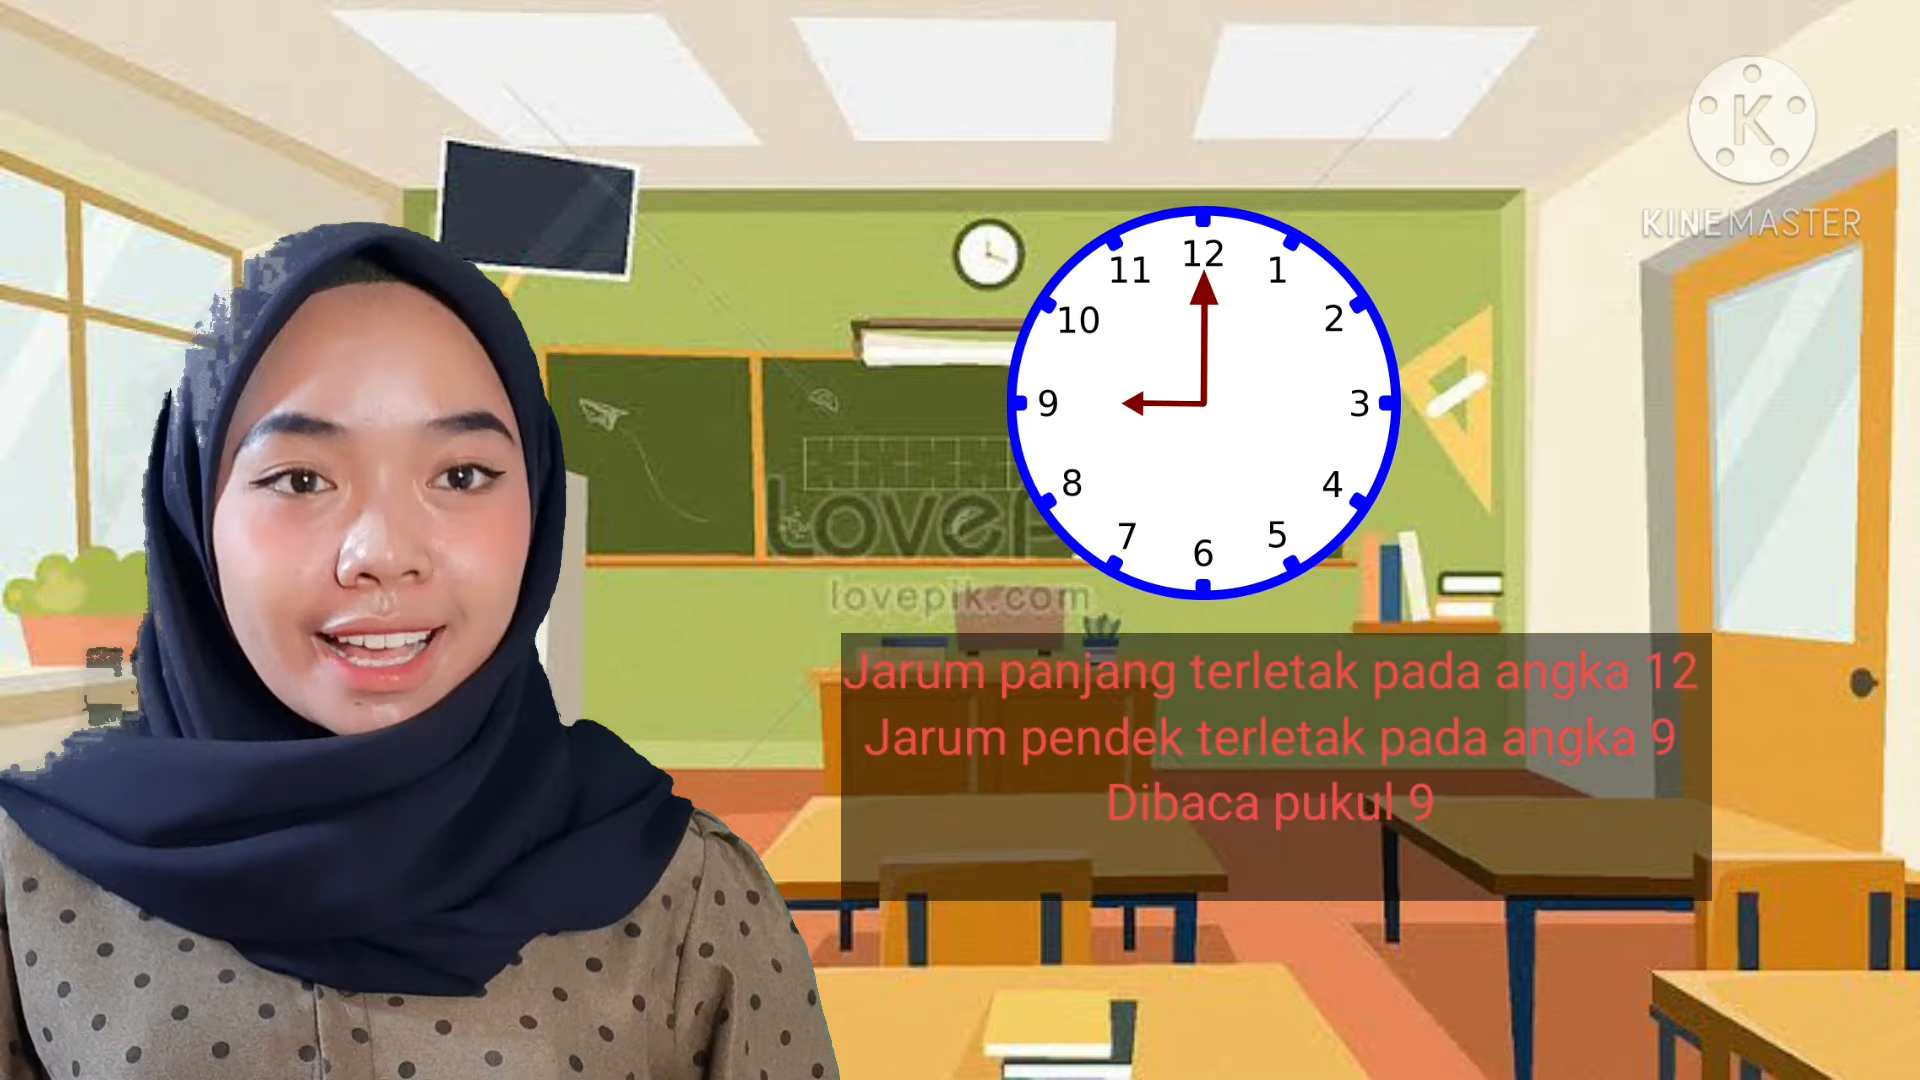 KINEMASTER
12
11
1
10
2
9
3
8
4
7
5
6
Lovep
lovepik.com
Jarum panjang terletak pada angka 12
Jarum pendek terletak pada angka 9
Dibaca pukul 9